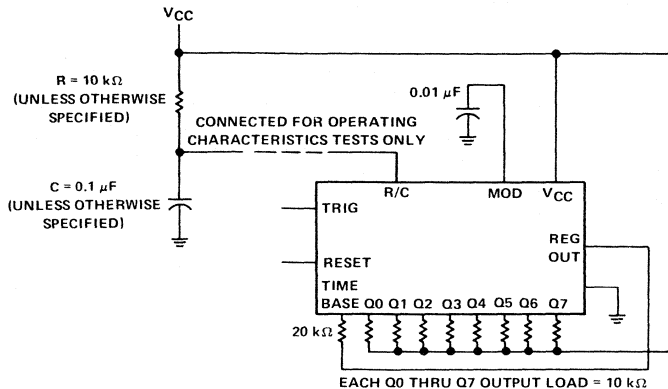 VCC
R = 10 kΩ
(UNLESS OTHERWISE
SPECIFIED)
CONNECTED FOR OPERATING
CHARACTERISTICS TESTS ONLY
0.01 μF
C = 0.1 μF
(UNLESS OTHERWISE
SPECIFIED)
R/C
MOD
VCC
TRIG
REG
OUT
RESET
TIME
BASE Q0 Q1 Q2 Q3 Q4 Q5 Q6 Q7
20 kΩ
EACH Q0 THRU Q7 OUTPUT LOAD = 10 kΩ